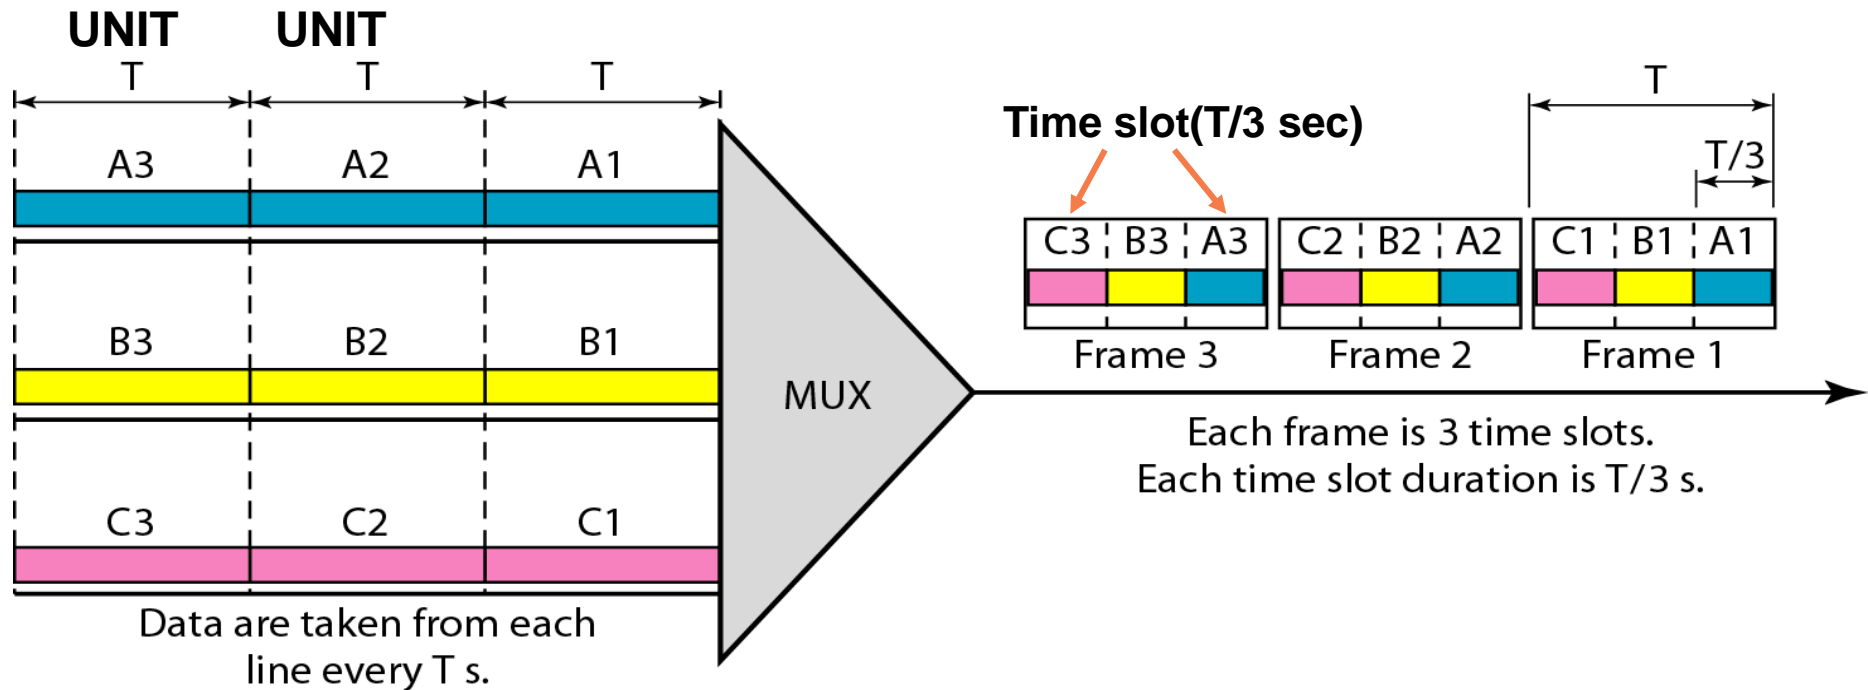 UNIT UNIT
T T T
A3 A2 A1
B3 B2 B1
C3 C2 C1
Data are taken from each
line every T s.
MUX
Time slot(T/3 sec)
T
T/3
C3 B3 A3 C2 B2 A2 C1 B1 A1
Frame 3 Frame 2 Frame 1
Each frame is 3 time slots.
Each time slot duration is T/3 s.